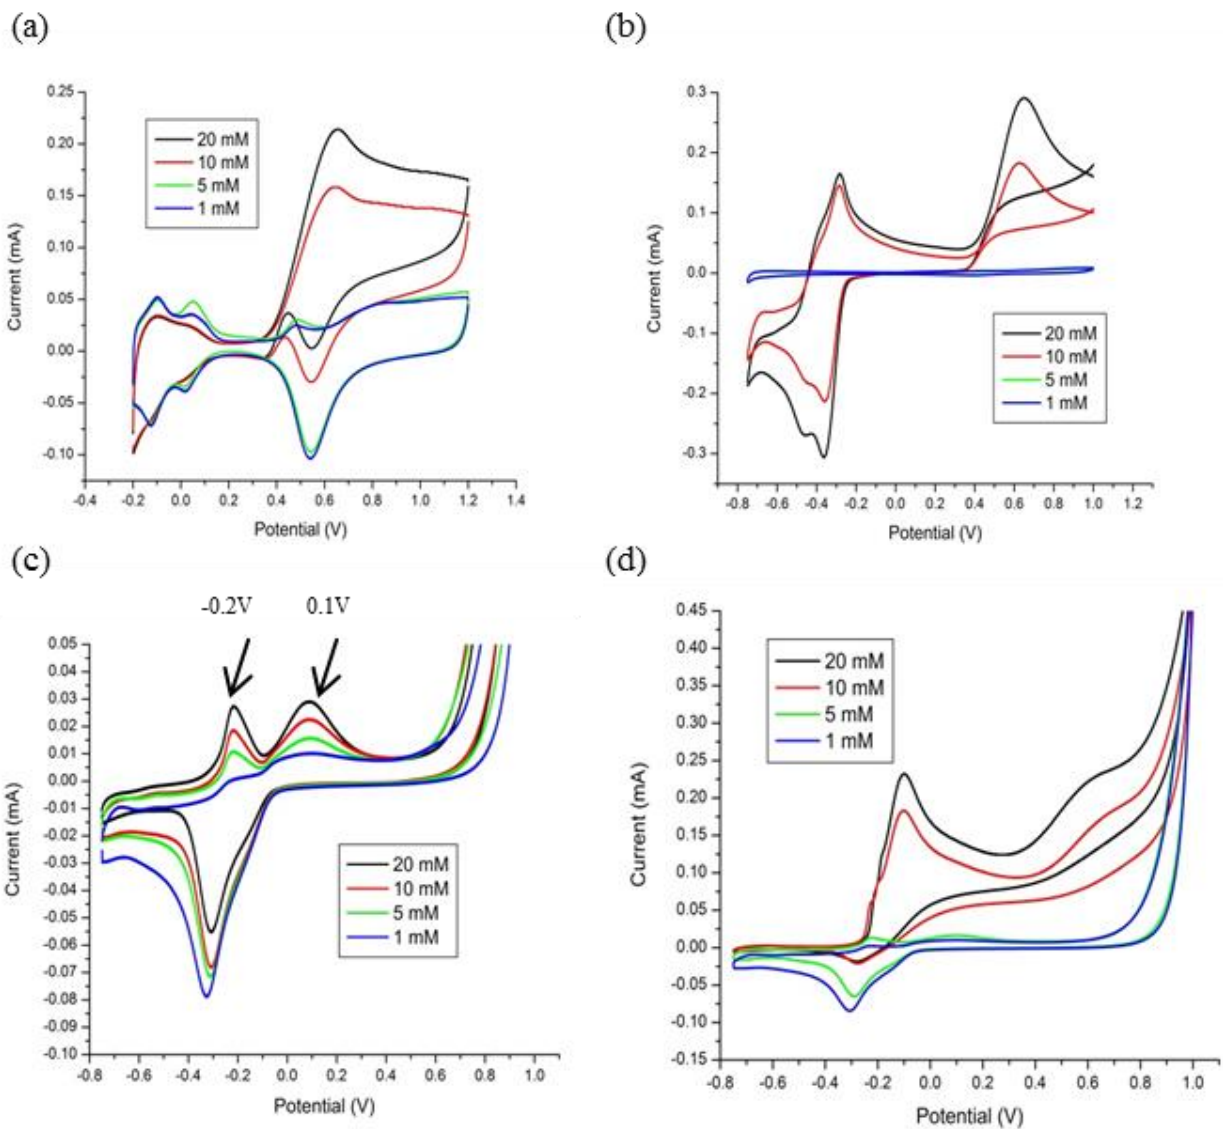 (a)
0.25
0.20
0.15
0.10
0.05
0.00
-0.05
-0.10
Current (mA)
20 mM
10 mM
5 mM
1 mM
-0.4 -0.2 0.0 0.2 0.4 0.6 0.8 1.0 1.2 1.4
Potential (V)
(b)
0.3
0.2
0.1
0.0
-0.1
-0.2
-0.3
Current (mA)
20 mM
10 mM
5 mM
1 mM
-0.8 -0.6 -0.4 -0.2 0.0 0.2 0.4 0.6 0.8 1.0 1.2
Potential (V)
(c)
-0.2V 0.1V
0.05
0.04
0.03
0.02
0.01
0.00
-0.01
-0.02
-0.03
-0.04
-0.05
-0.06
-0.07
-0.08
-0.09
-0.10
Current (mA)
20 mM
10 mM
5 mM
1 mM
-0.8 -0.6 -0.4 -0.2 0.0 0.2 0.4 0.6 0.8 1.0
Potential (V)
(d)
0.45
0.40
0.35
0.30
0.25
0.20
0.15
0.10
0.05
0.00
-0.05
-0.10
-0.15
Current (mA)
20 mM
10 mM
5 mM
1 mM
-0.8 -0.6 -0.4 -0.2 0.0 0.2 0.4 0.6 0.8 1.0
Potential (V)